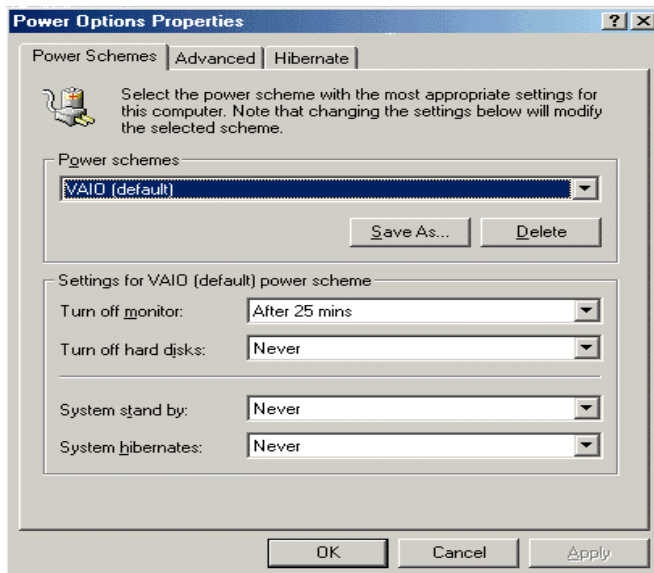 Power Options Properties
Power Schemes Advanced Hibernate
Select the power scheme with the most appropriate settings for
this computer. Note that changing the settings below will modify
the selected scheme.
Power schemes
VAIO (default)
Save As... Delete
Settings for VAIO (default) power scheme
Turn off monitor: After 25 mins
Turn off hard disks: Never
System stand by: Never
System hibernates: Never
OK Cancel Apply